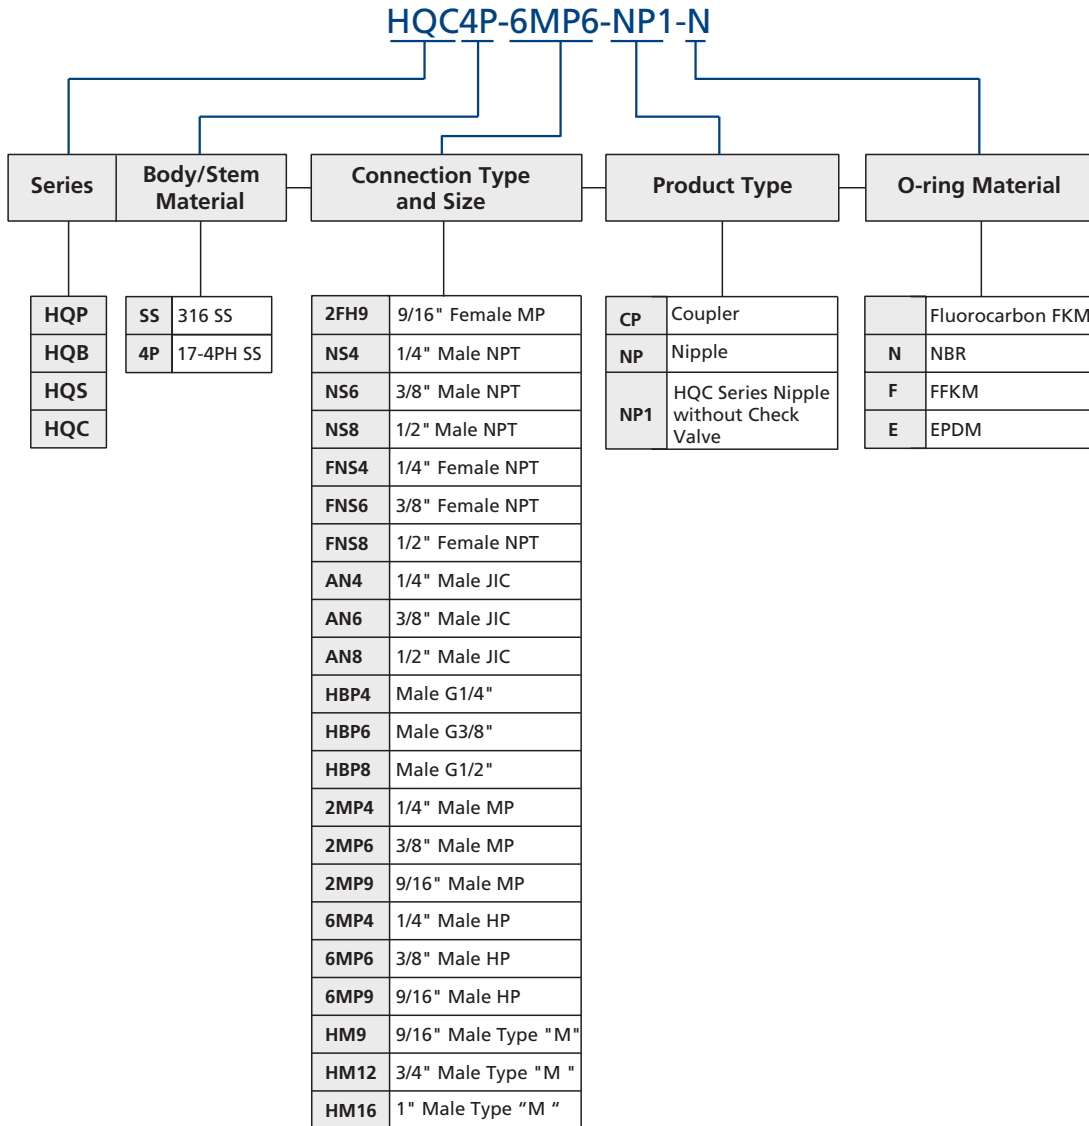 HQC4P-6MP6-NP1-N
Series
Body/Stem
Material
Connection Type
and Size
Product Type
O-ring Material
HQP
HQB
HQS
HQC
SS 316 SS
4P 17-4PH SS
2FH9 9/16" Female MP
NS4 1/4" Male NPT
NS6 3/8" Male NPT
NS8 1/2" Male NPT
FNS4 1/4" Female NPT
FNS6 3/8" Female NPT
FNS8 1/2" Female NPT
AN4 1/4" Male JIC
AN6 3/8" Male JIC
AN8 1/2" Male JIC
HBP4 Male G1/4"
HBP6 Male G3/8"
HBP8 Male G1/2"
2MP4 1/4" Male MP
2MP6 3/8" Male MP
2MP9 9/16" Male MP
6MP4 1/4" Male HP
6MP6 3/8" Male HP
6MP9 9/16" Male HP
HM9 9/16" Male Type "M"
HM12 3/4" Male Type "M "
HM16 1" Male Type “M “
CP Coupler
NP Nipple
NP1 HQC Series Nipple
without Check
Valve
Fluorocarbon FKM
N NBR
F FFKM
E EPDM